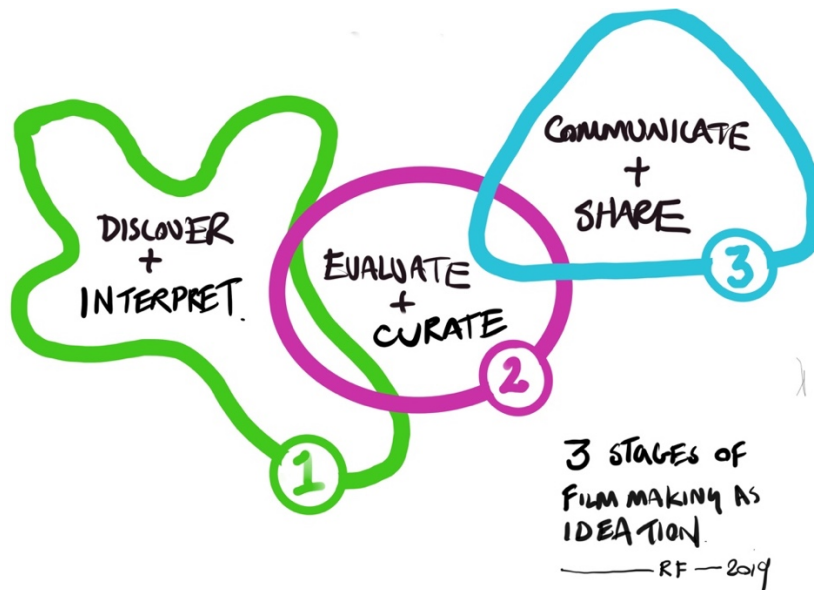 DISCOVER
+
INTERPRET.
1
EVALUATE
+
CURATE
2
COMMUNICATE
+
SHARE
3
3 STAGES OF
FILM MAKING AS
IDEATION.
RF — 2019